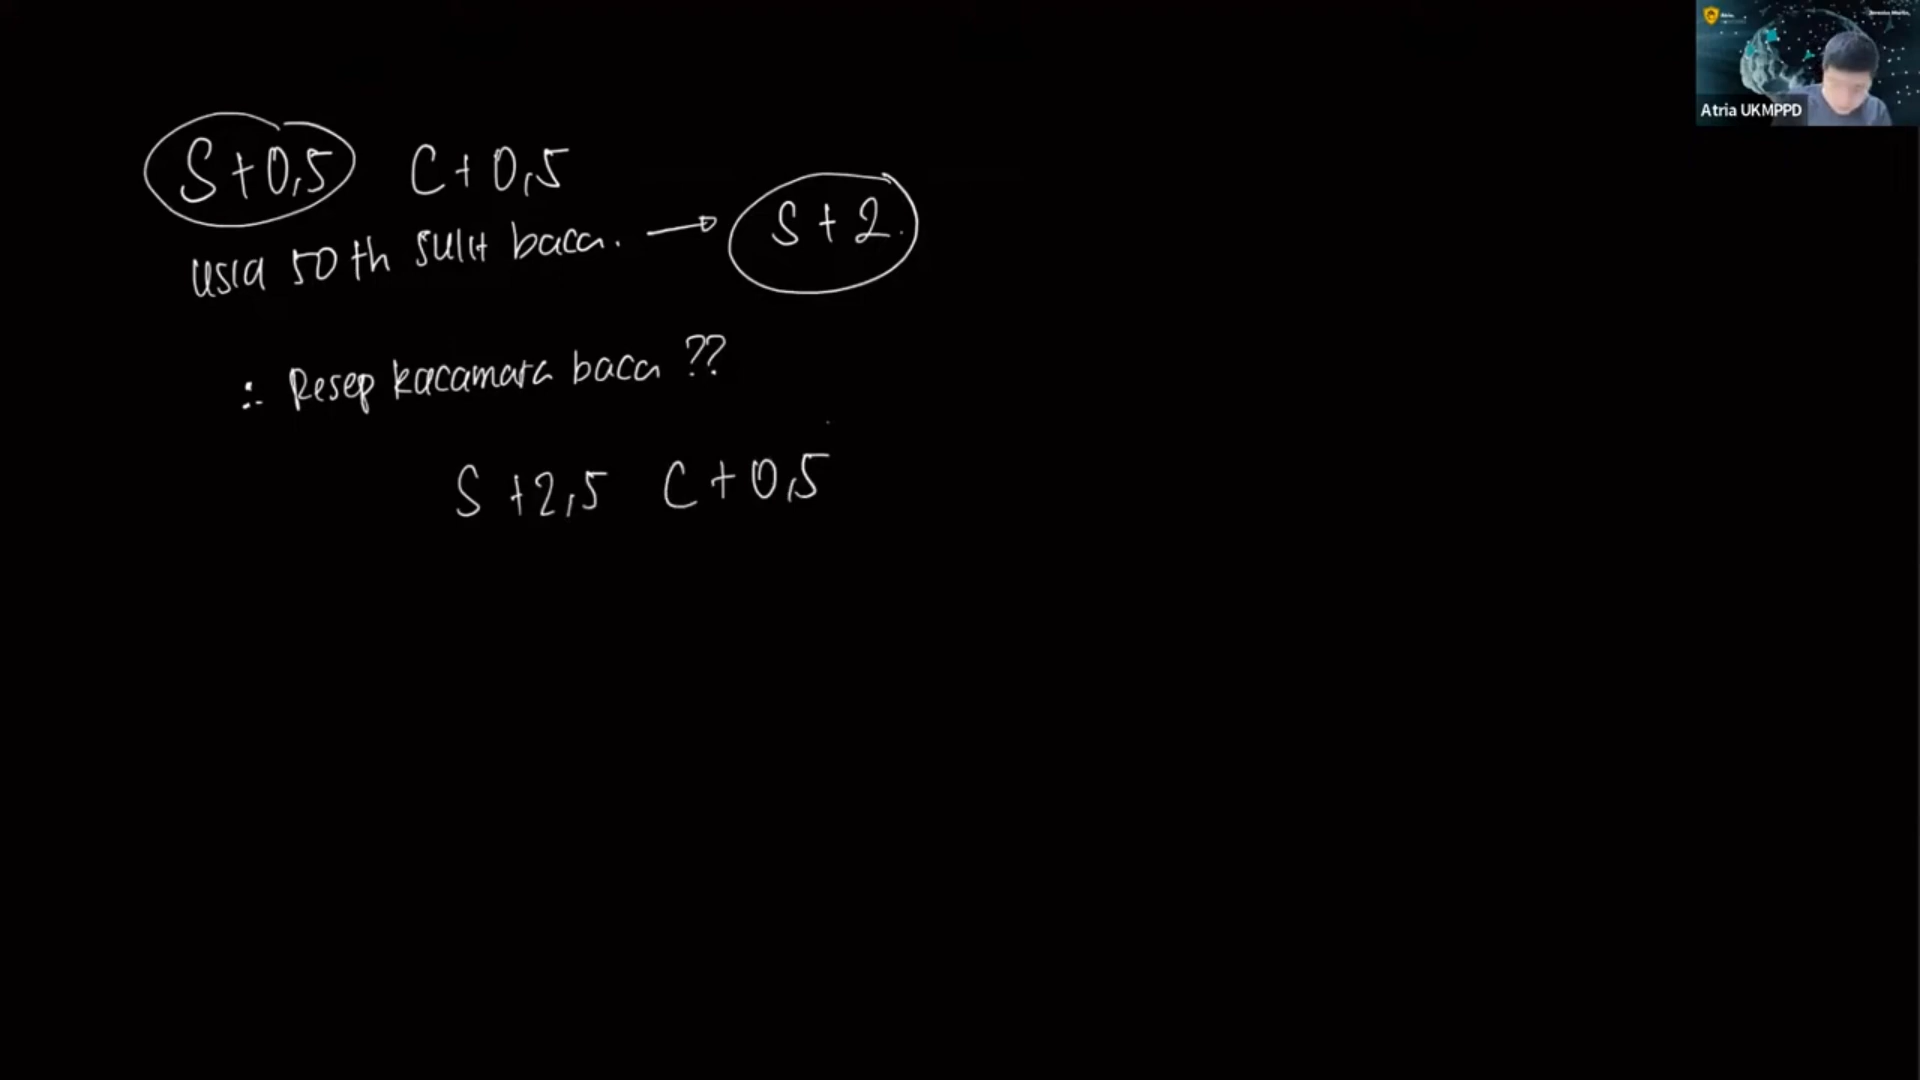 S+0,5 C+0,5
usia 50 th sulit baca. → S+2.
∴ Resep kacamata baca ??
S +2,5 C+0,5
Atria UKMPPD